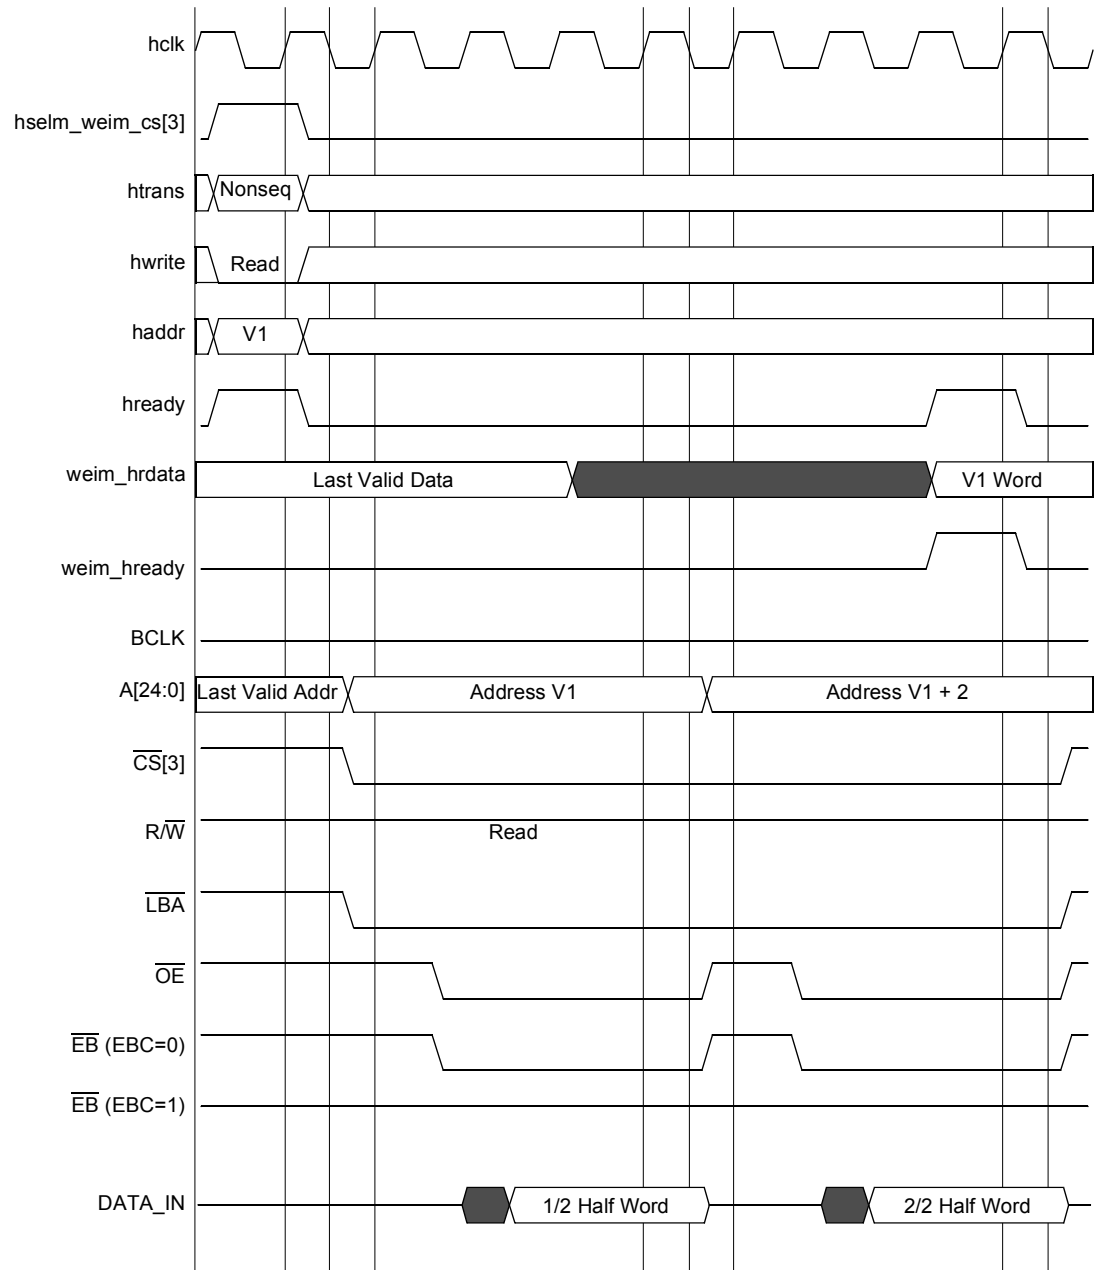 hclk
hselm_weim_cs[3]
htrans Nonseq
hwrite Read
haddr V1
hready
weim_hrdata Last Valid Data V1 Word
weim_hready
BCLK
A[24:0] Last Valid Addr Address V1 Address V1 + 2
CS[3]
R/W Read
LBA
OE
EB (EBC=0)
EB (EBC=1)
DATA_IN 1/2 Half Word 2/2 Half Word